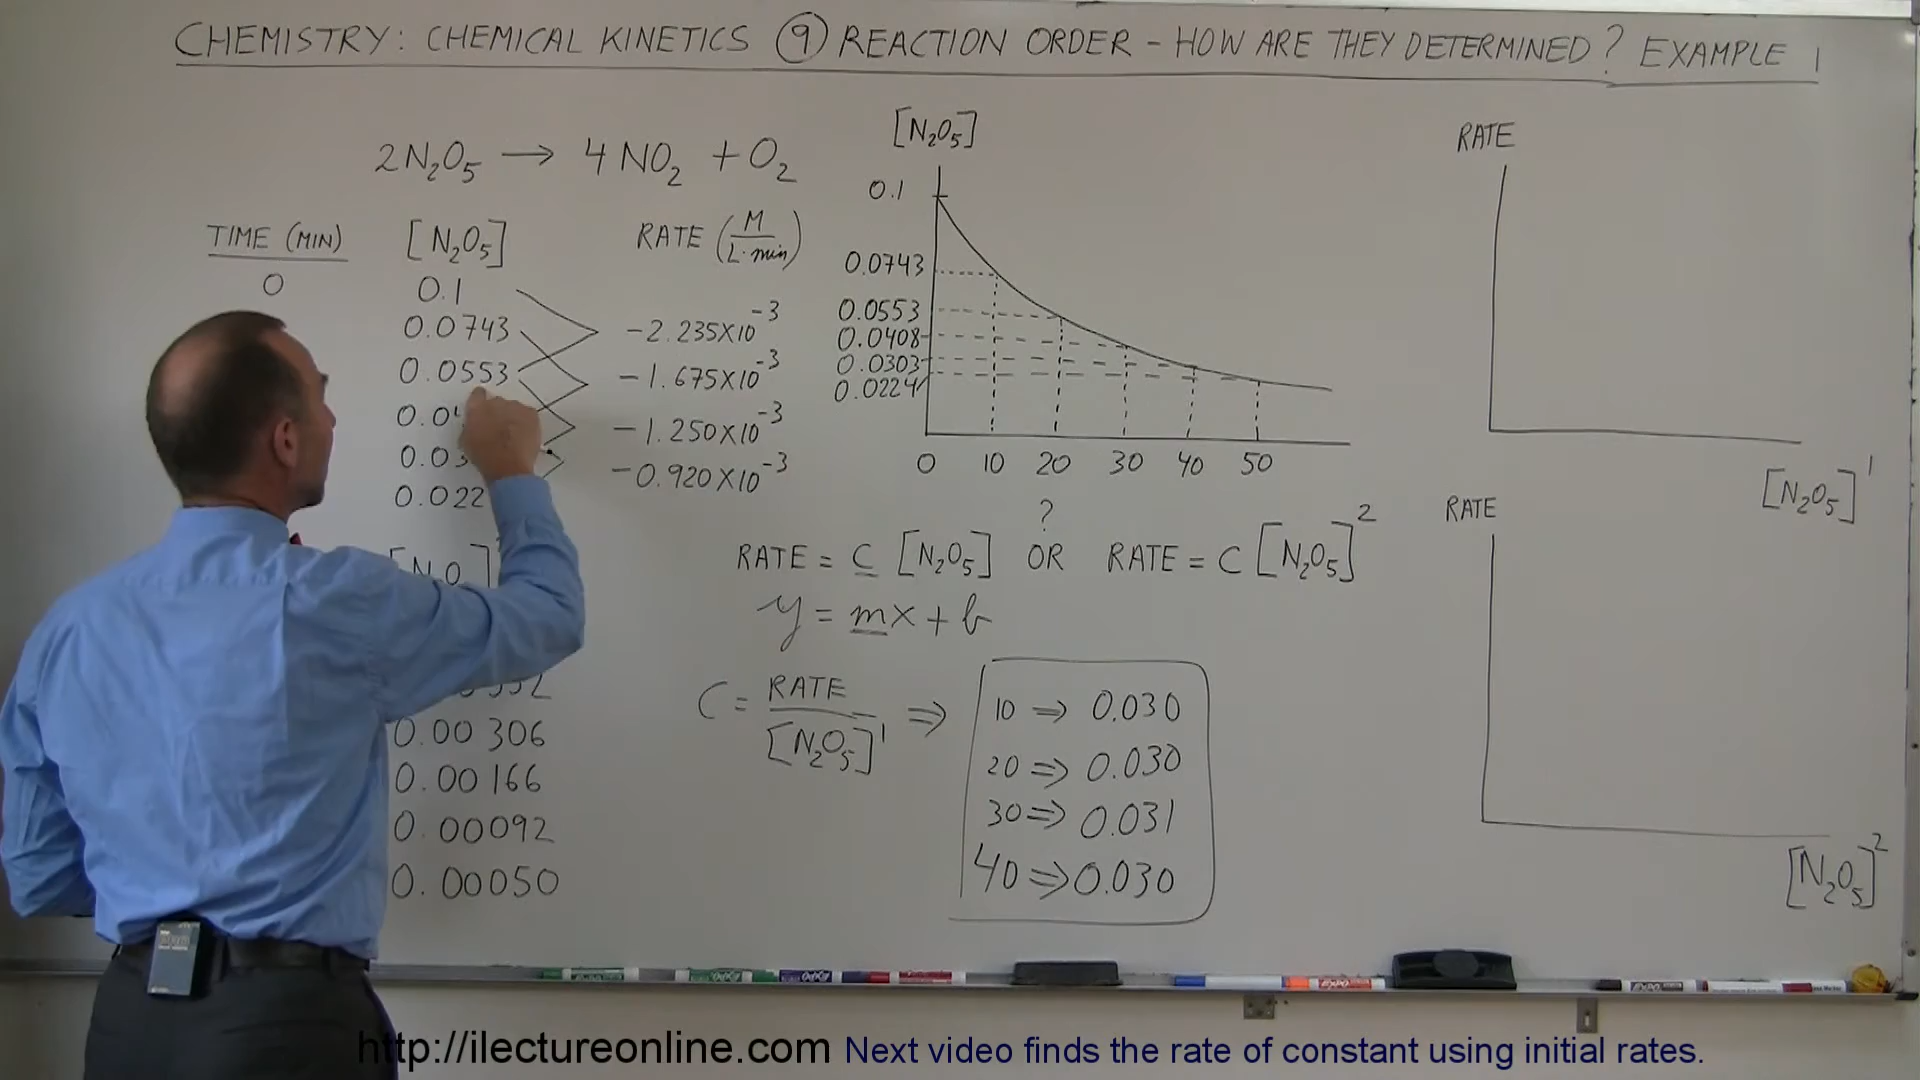 CHEMISTRY: CHEMICAL KINETICS ⑨ REACTION ORDER - HOW ARE THEY DETERMINED? EXAMPLE 1
2N₂O₅ → 4NO₂ + O₂
TIME (MIN) [N₂O₅] RATE (M/L·min)
0 0.1
0.0743 -2.235X10⁻³
0.0553 -1.675X10⁻³
-1.250X10⁻³
-0.920X10⁻³
0.022
0.00306
0.00166
0.00092
0.00050
[N₂O₅]
0.1
0.0743
0.0553
0.0408
0.0303
0.0224
0 10 20 30 40 50
?
RATE = C [N₂O₅] OR RATE = C [N₂O₅]²
y = mx + b
C = RATE/[N₂O₅]¹ ⇒
10 ⇒ 0.030
20 ⇒ 0.030
30 ⇒ 0.031
40 ⇒ 0.030
RATE
[N₂O₅]¹
RATE
[N₂O₅]²
EXPO
http://ilectureonline.com Next video finds the rate of constant using initial rates.